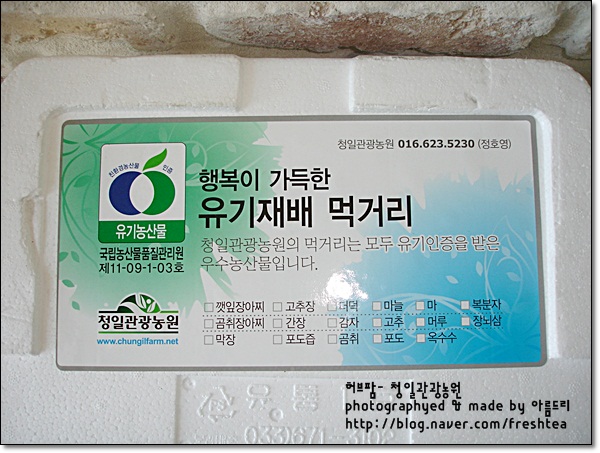 청일관광농원 016.623.5230 (정호영)
친환경농산물 인증
유기농산물
국립농산물품질관리원
제11-09-1-03호
청일관광농원
www.chungilfarm.net
행복이 가득한
유기재배 먹거리
청일관광농원의 먹거리는 모두 유기인증을 받은
우수농산물입니다.
□ 깻잎장아찌 □ 고추장 □ 더덕 □ 마늘 □ 마 □ 복분자
□ 곰취장아찌 □ 간장 □ 감자 □ 고추 □ 머루 □ 장뇌삼
□ 막장 □ 포도즙 □ 곰취 □ 포도 □ 옥수수
033)671-3102
허브팜- 청일관광농원
photographyed & made by 아름드리
http://blog.naver.com/freshtea